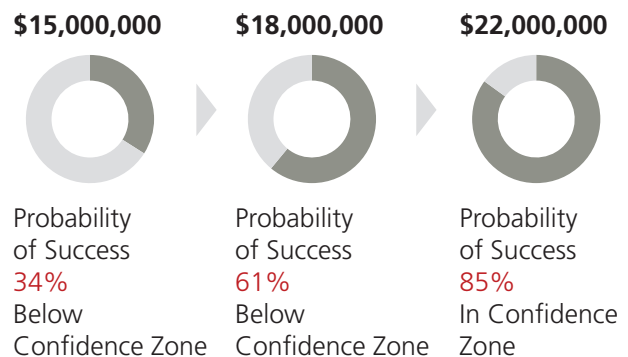 $15,000,000
Probability
of Success
34%
Below
Confidence Zone
$18,000,000
Probability
of Success
61%
Below
Confidence Zone
$22,000,000
Probability
of Success
85%
In Confidence
Zone